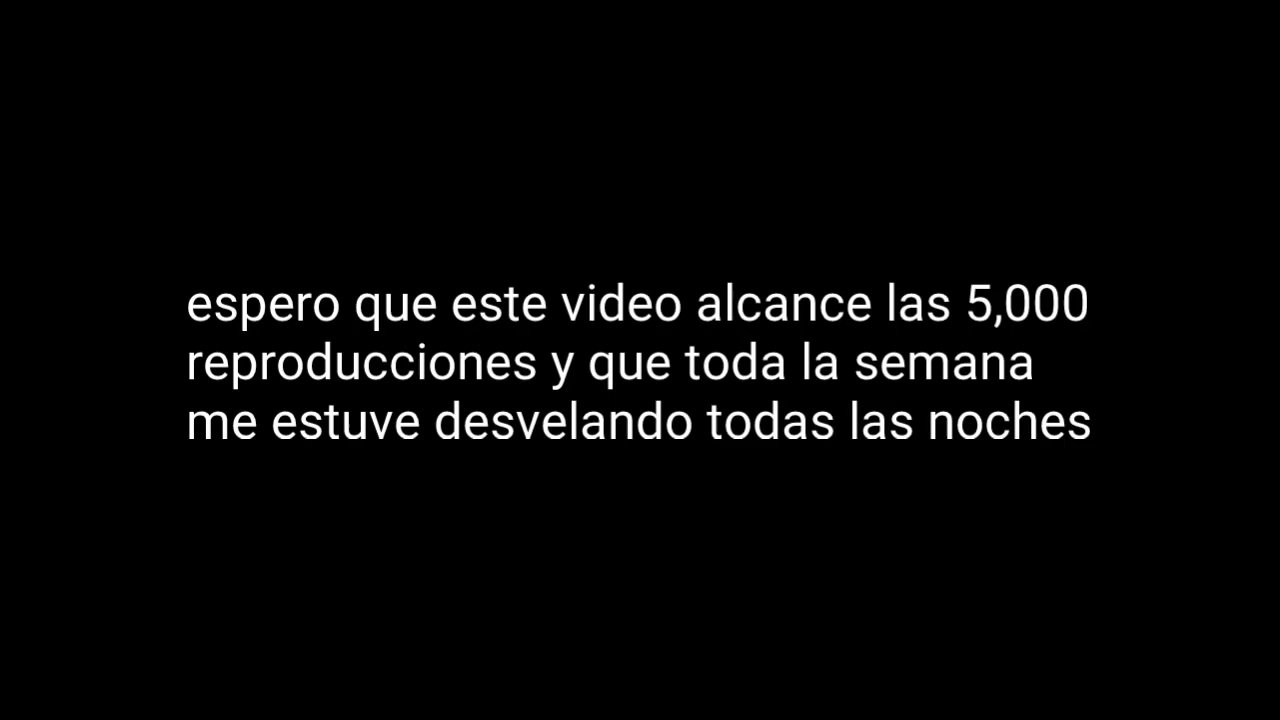 espero que este video alcance las 5,000
reproducciones y que toda la semana
me estuve desvelando todas las noches